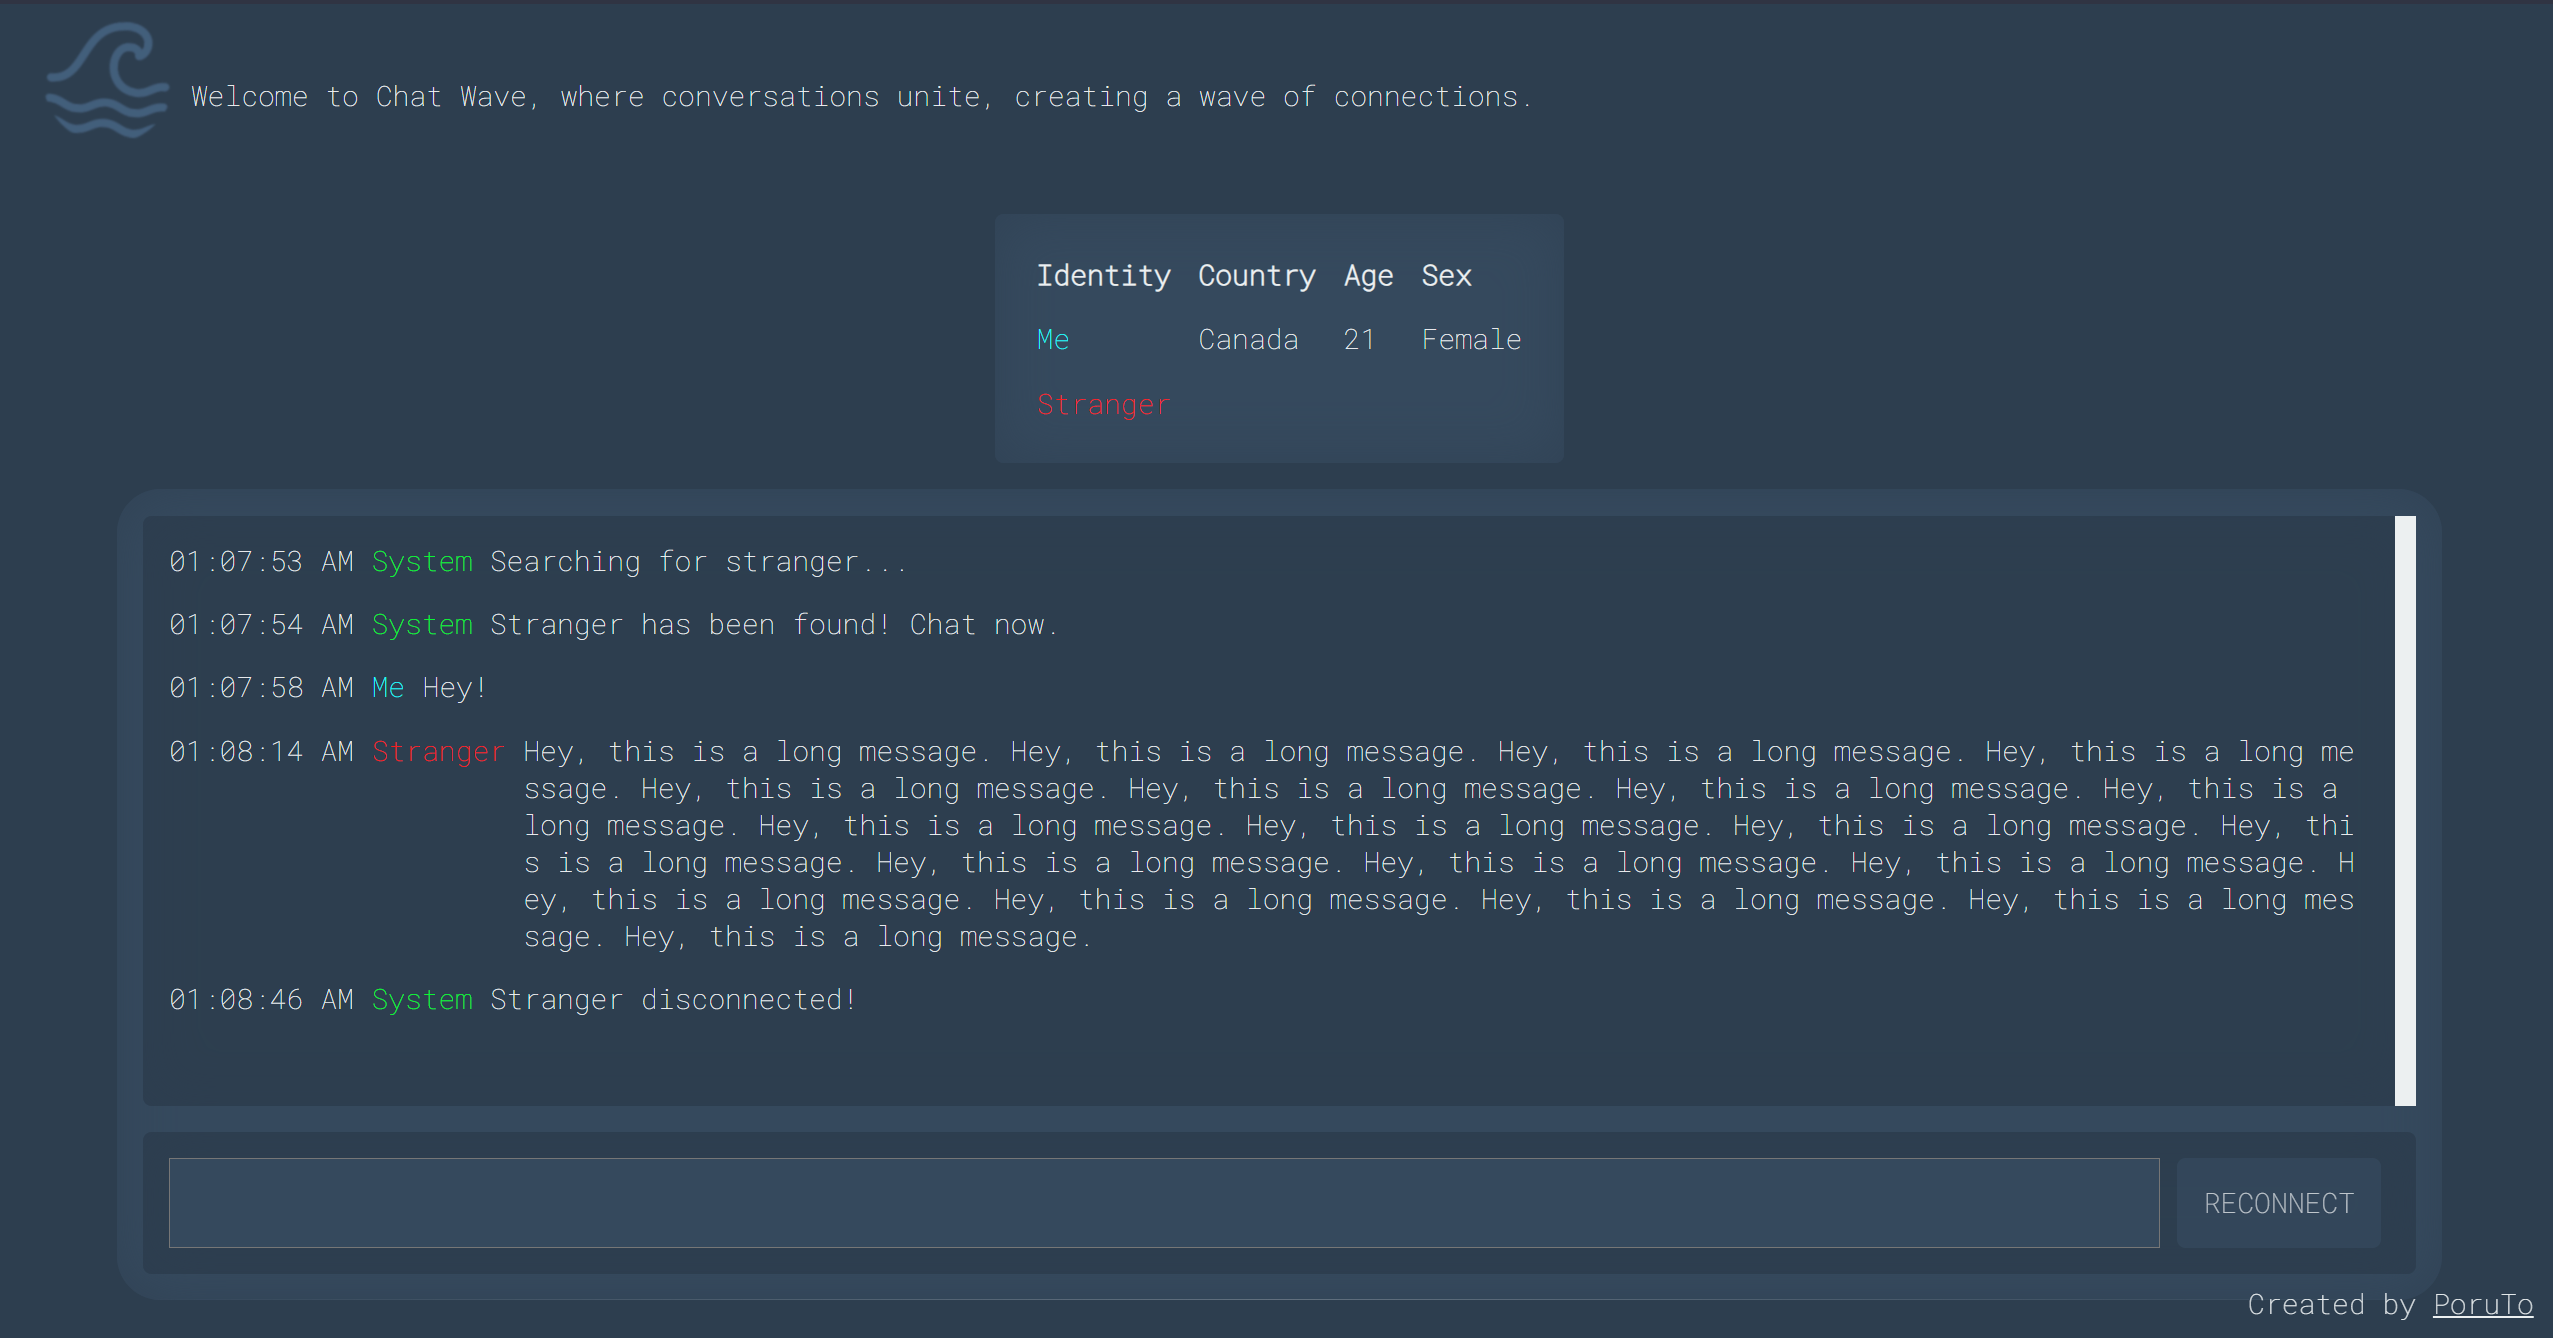 Welcome to Chat Wave, where conversations unite, creating a wave of connections.
Identity Country Age Sex
Me Canada 21 Female
Stranger
01:07:53 AM System Searching for stranger...
01:07:54 AM System Stranger has been found! Chat now.
01:07:58 AM Me Hey!
01:08:14 AM Stranger Hey, this is a long message. Hey, this is a long message. Hey, this is a long message. Hey, this is a long me
ssage. Hey, this is a long message. Hey, this is a long message. Hey, this is a long message. Hey, this is a
long message. Hey, this is a long message. Hey, this is a long message. Hey, this is a long message. Hey, thi
s is a long message. Hey, this is a long message. Hey, this is a long message. Hey, this is a long message. H
ey, this is a long message. Hey, this is a long message. Hey, this is a long message. Hey, this is a long mes
sage. Hey, this is a long message.
01:08:46 AM System Stranger disconnected!
RECONNECT
Created by PoruTo